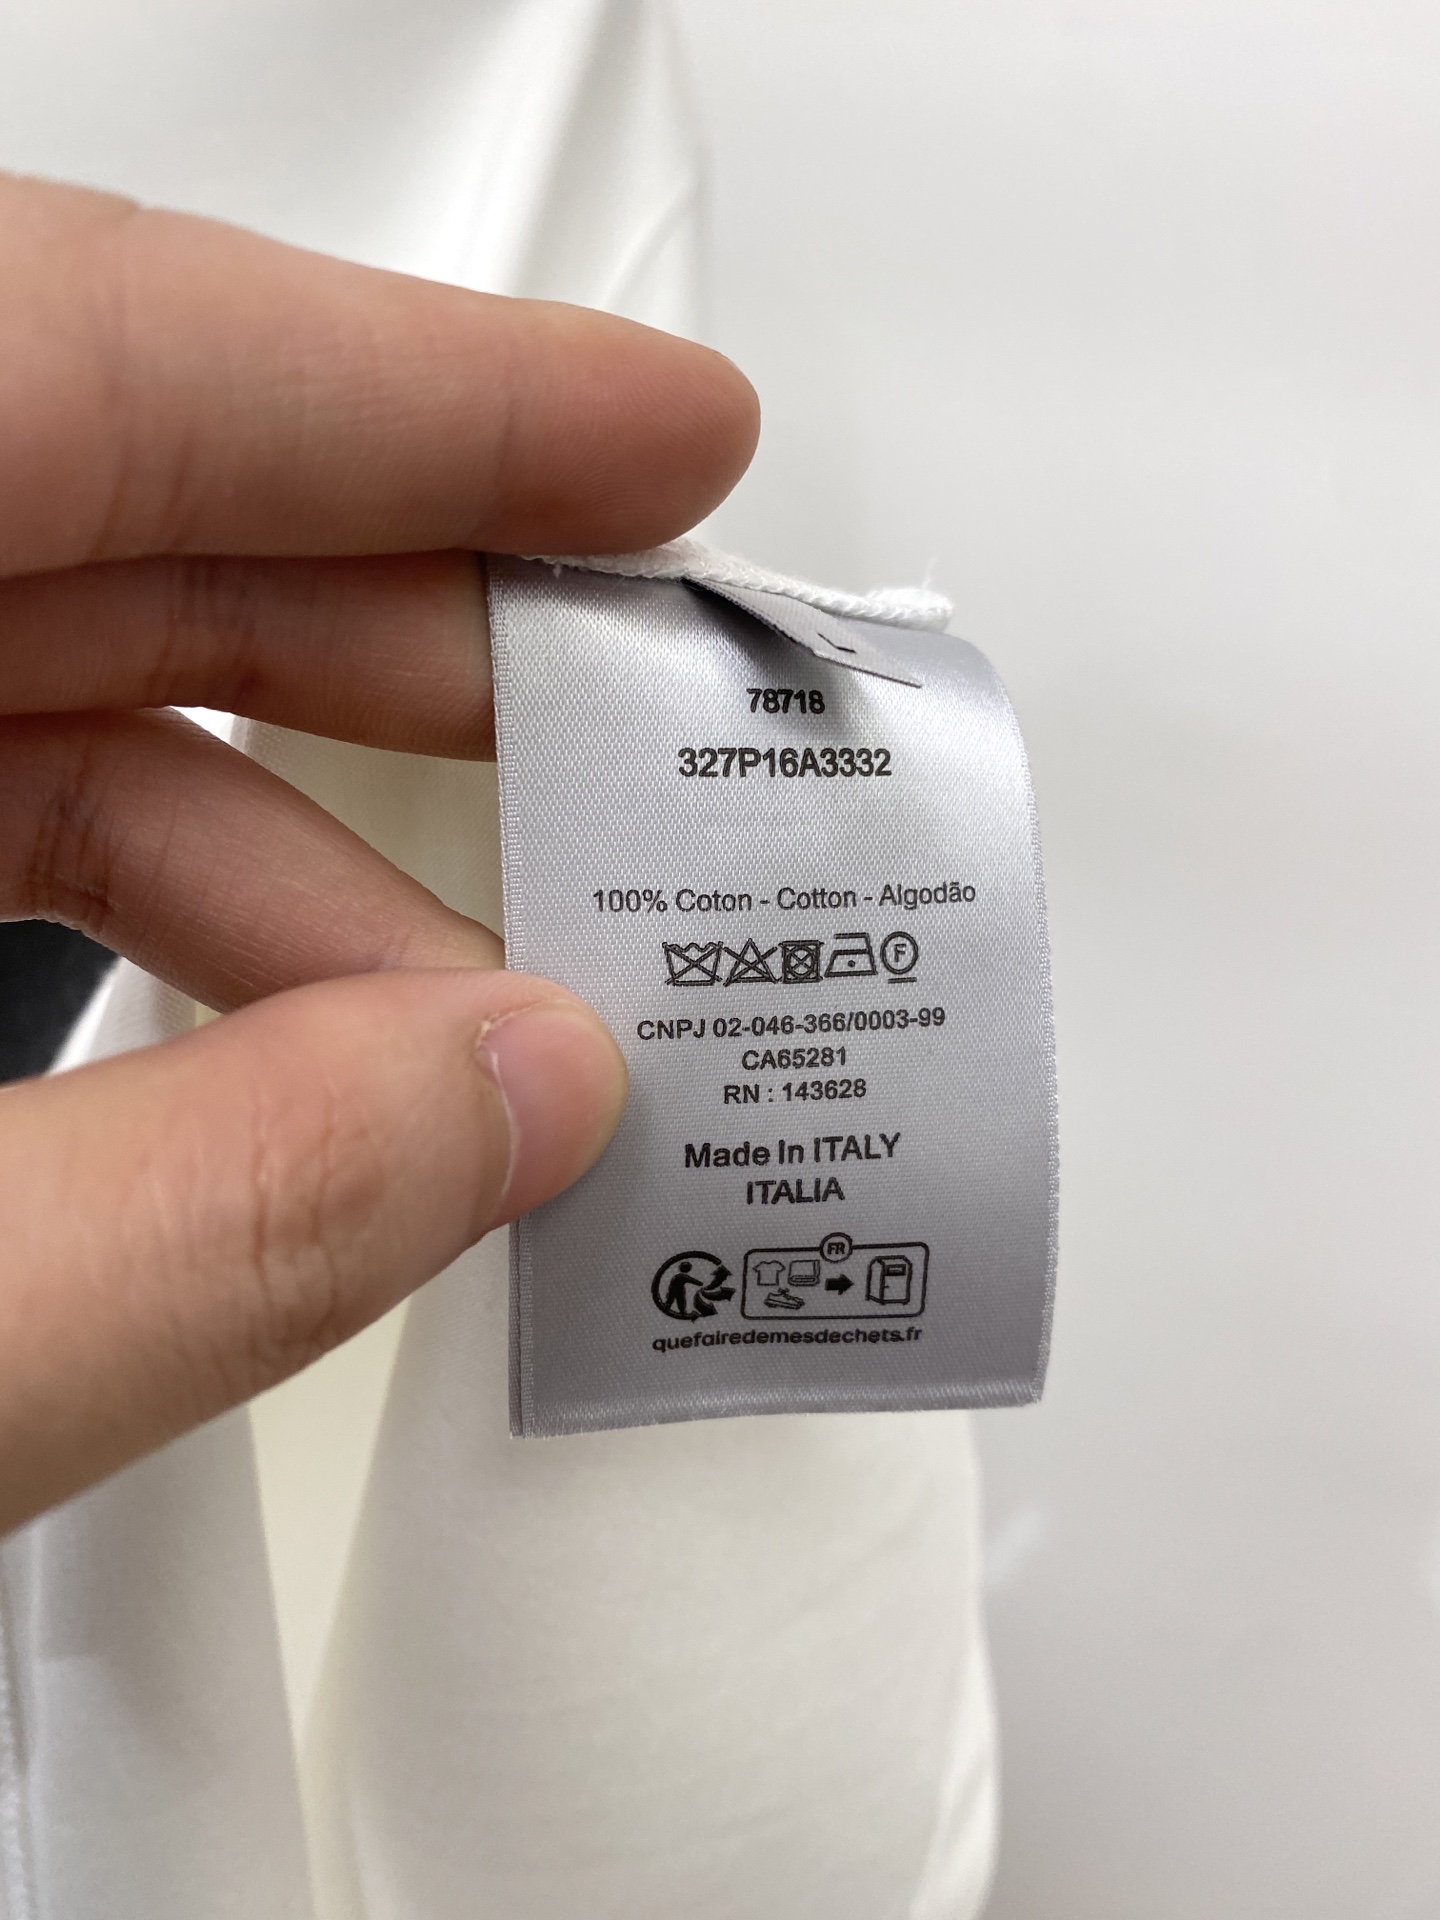 L
78718
327P16A3332
100% Coton - Cotton - Algodão
F
CNPJ 02-046-366/0003-99
CA65281
RN : 143628
Made In ITALY
ITALIA
FR
quefairedemesdechets.fr